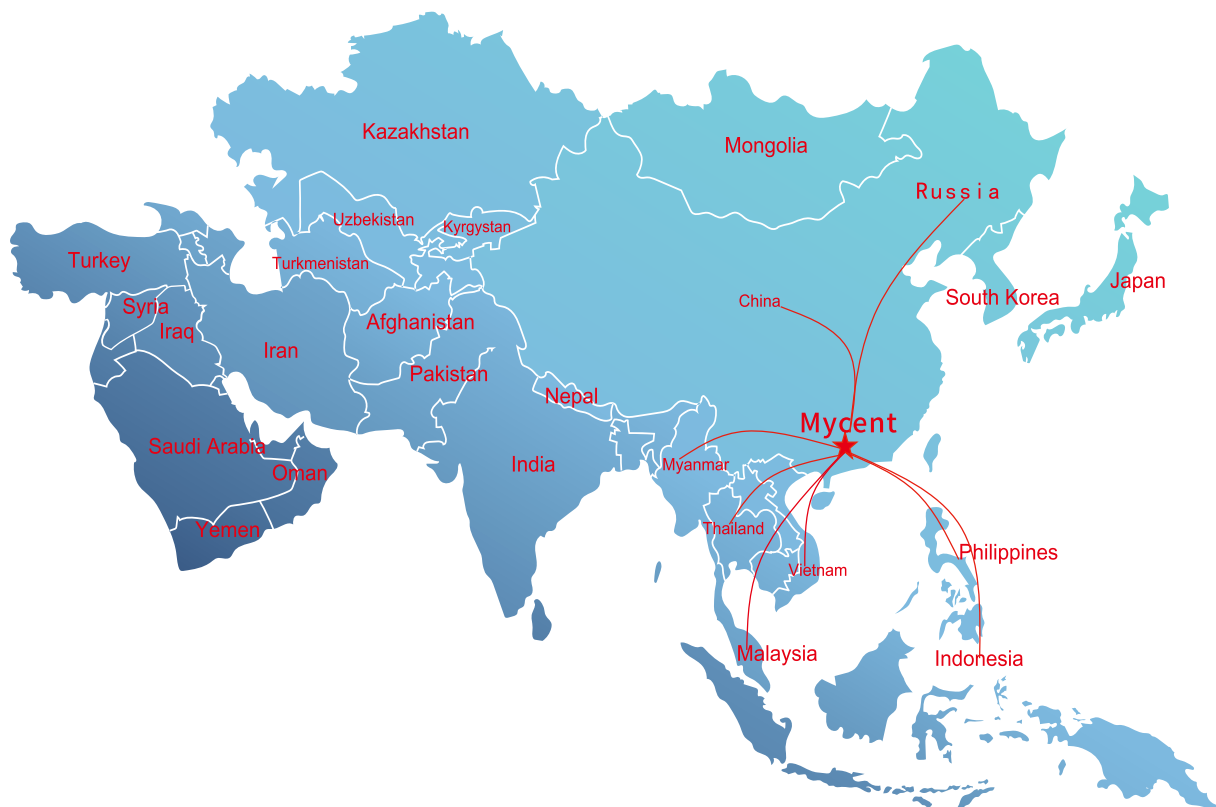 Kazakhstan
Mongolia
Russia
Uzbekistan
Kyrgystan
Turkey
Turkmenistan
Japan
South Korea
China
Syria
Iraq
Afghanistan
Iran
Pakistan
Nepal
Mycent
Saudi Arabia
India
Myanmar
Oman
Yemen
Thailand
Philippines
Vietnam
Malaysia
Indonesia